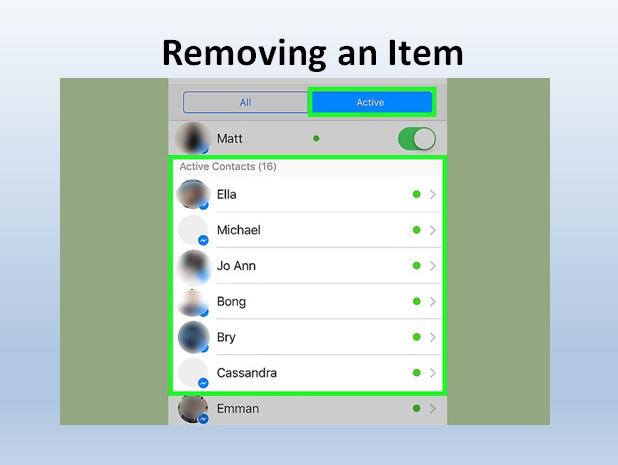 Removing an Item
All Active
Matt
Active Contacts (16)
Ella
Michael
Jo Ann
Bong
Bry
Cassandra
Emman